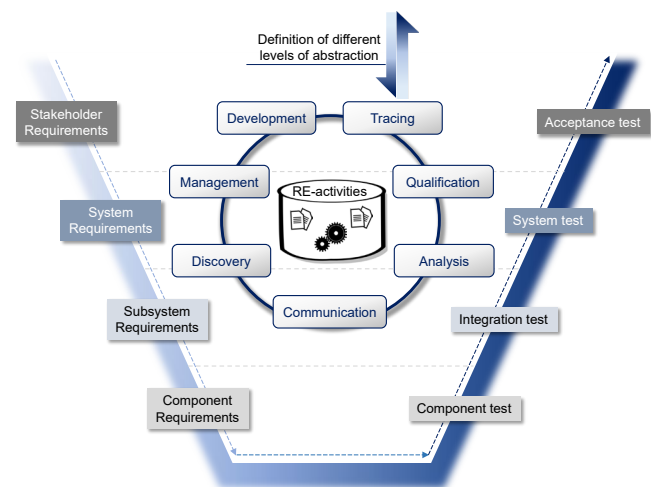 Definition of different
levels of abstraction
Stakeholder
Requirements
Development
Tracing
Acceptance test
Management
RE-activities
Qualification
System
Requirements
System test
Discovery
Analysis
Subsystem
Requirements
Communication
Integration test
Component
Requirements
Component test